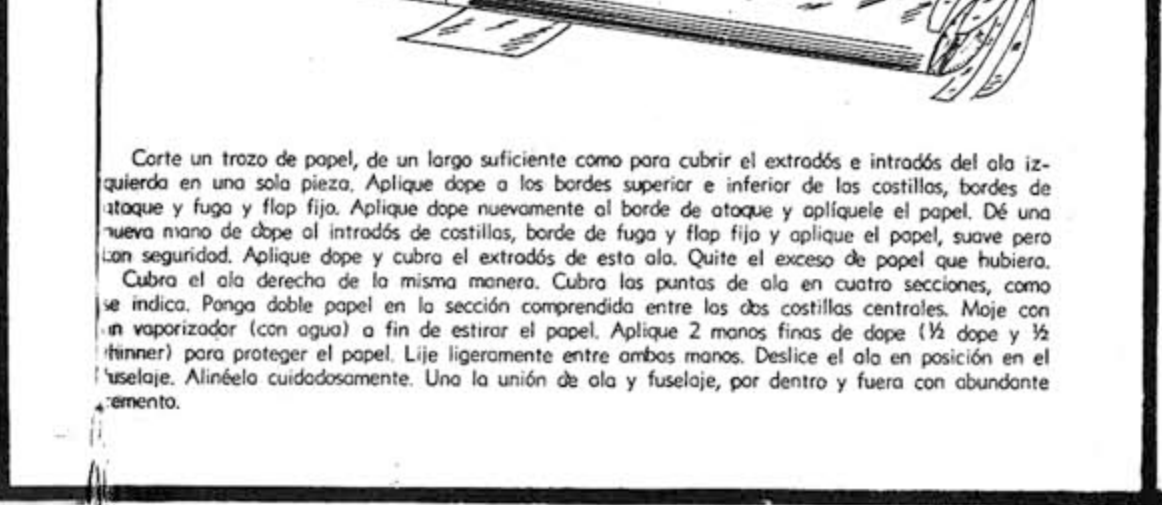 Corte un trozo de papel, de un largo suficiente como para cubrir el extradós e intradós del ala iz-
quierda en una sola pieza. Aplique dope a los bordes superior e inferior de las costillas, bordes de
ataque y fuga y flap fijo. Aplique dope nuevamente al borde de ataque y aplíquele el papel. Dé una
nueva mano de dope al intradós de costillas, borde de fuga y flap fijo y aplique el papel, suave pero
con seguridad. Aplique dope y cubra el extradós de esta ala. Quite el exceso de papel que hubiera.
Cubra el ala derecha de la misma manera. Cubra las puntas de ala en cuatro secciones, como
se indica. Ponga doble papel en la sección comprendida entre las dos costillas centrales. Moje con
un vaporizador (con agua) a fin de estirar el papel. Aplique 2 manos finas de dope (½ dope y ½
thinner) para proteger el papel. Lije ligeramente entre ambas manos. Deslice el ala en posición en el
fuselaje. Alinéela cuidadosamente. Una la unión de ala y fuselaje, por dentro y fuera con abundante
cemento.